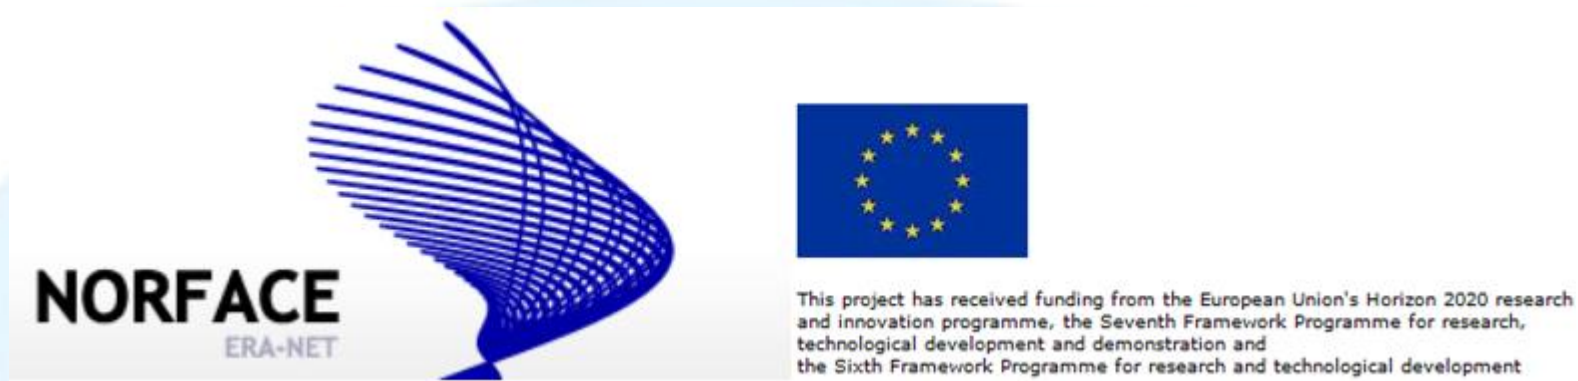 NORFACE
ERA-NET
This project has received funding from the European Union's Horizon 2020 research
and innovation programme, the Seventh Framework Programme for research,
technological development and demonstration and
the Sixth Framework Programme for research and technological development